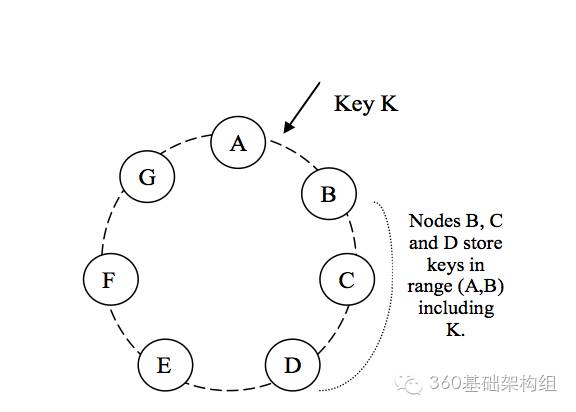 Key K
A
B
C
D
E
F
G
Nodes B, C
and D store
keys in
range (A,B)
including
K.
360基础架构组